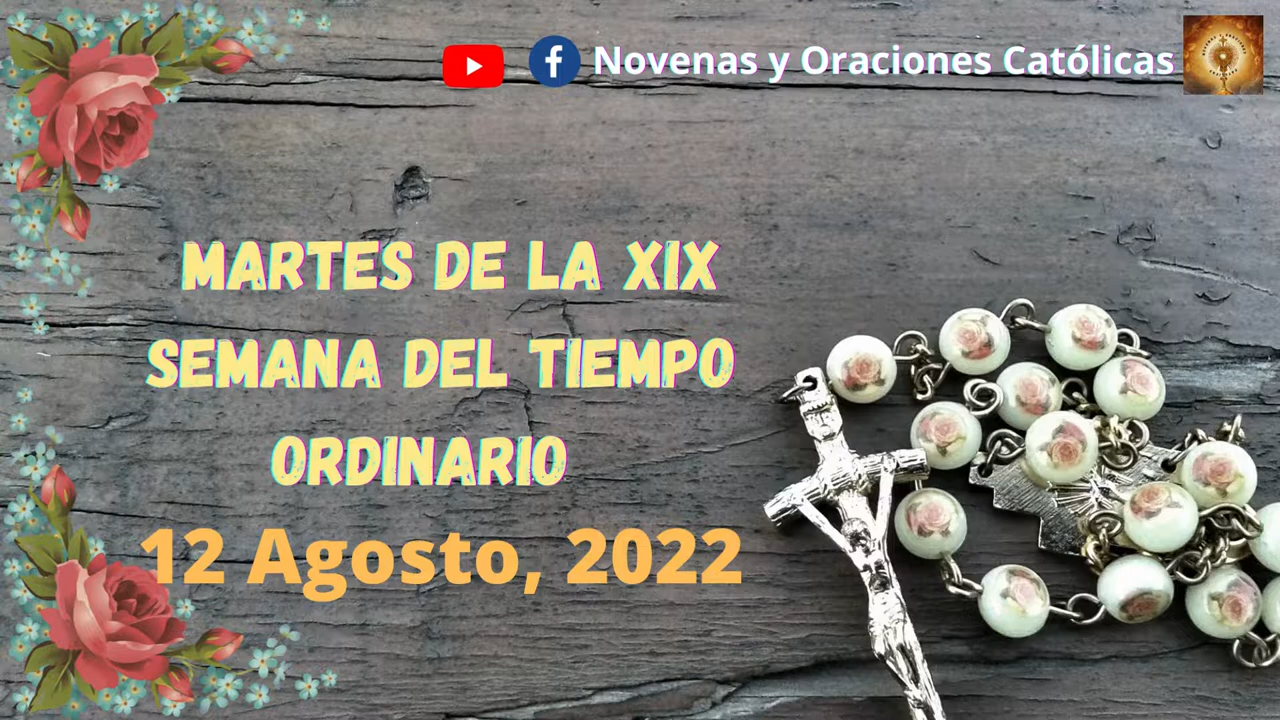 Novenas y Oraciones Católicas
MARTES DE LA XIX
SEMANA DEL TIEMPO
ORDINARIO
12 Agosto, 2022